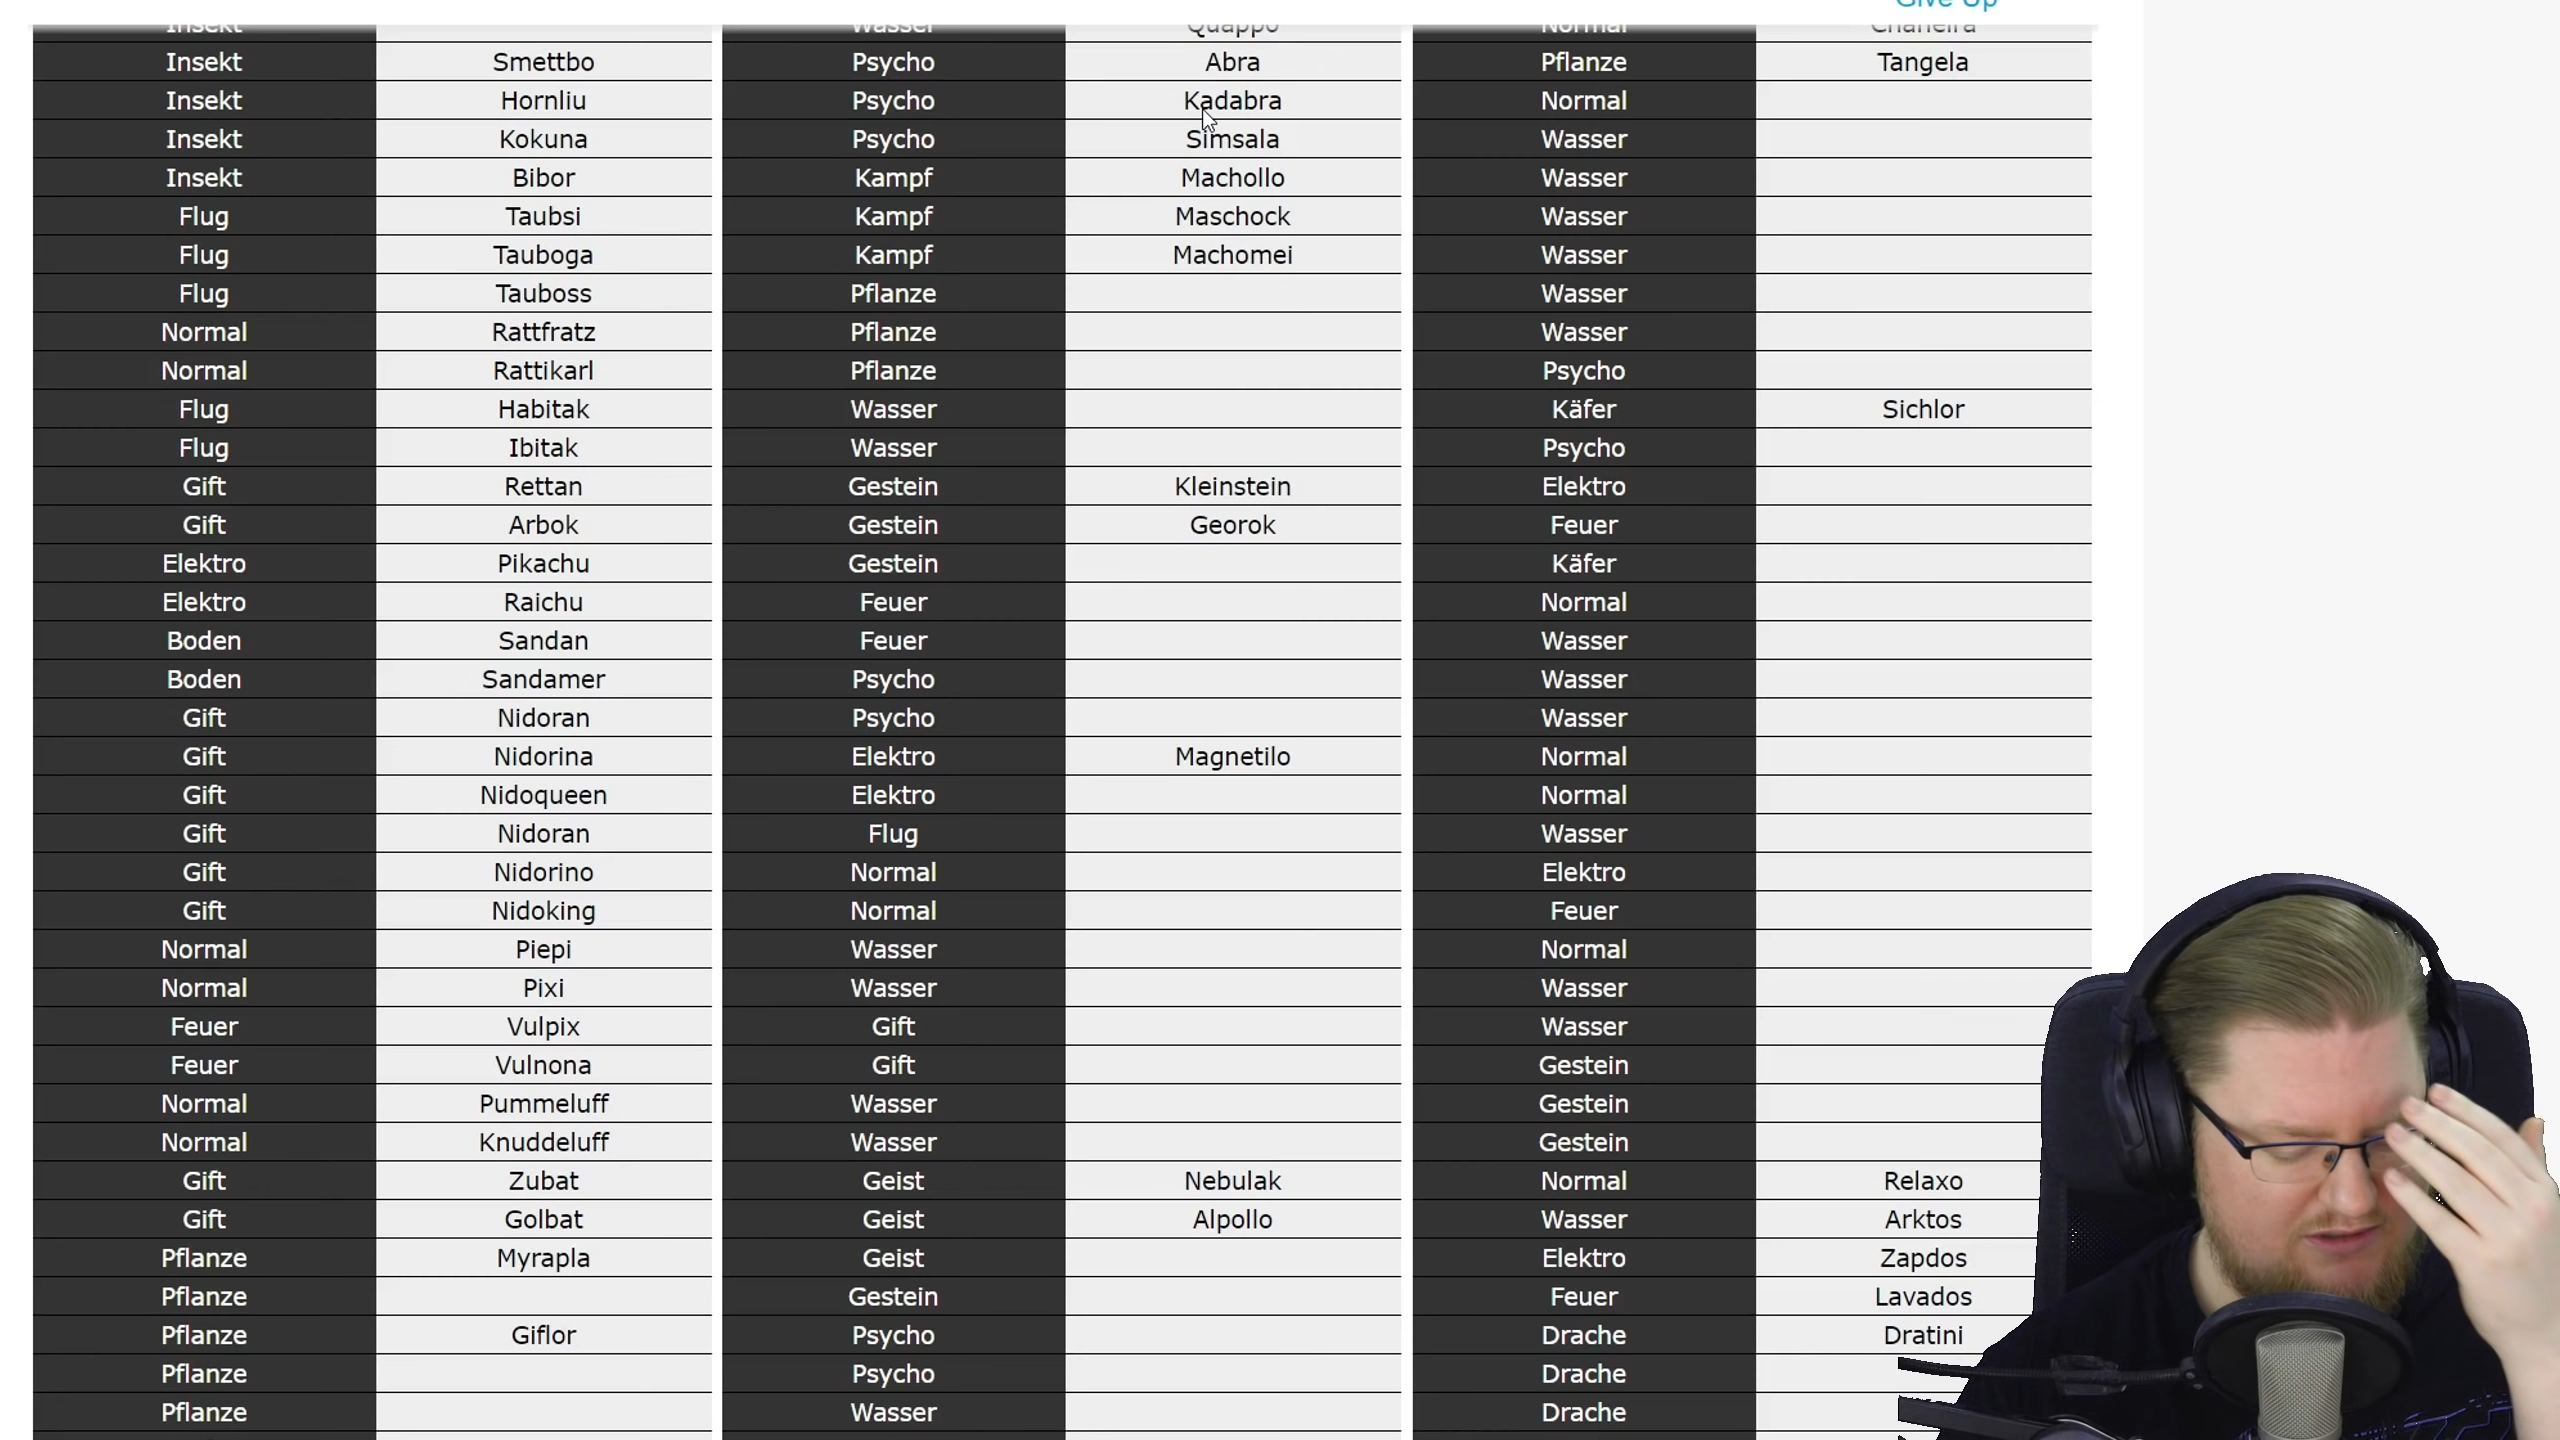 Give Up
Insekt Wasser Quappo Normal Chaneira
Insekt Smettbo Psycho Abra Pflanze Tangela
Insekt Hornliu Psycho Kadabra Normal
Insekt Kokuna Psycho Simsala Wasser
Insekt Bibor Kampf Machollo Wasser
Flug Taubsi Kampf Maschock Wasser
Flug Tauboga Kampf Machomei Wasser
Flug Tauboss Pflanze Wasser
Normal Rattfratz Pflanze Wasser
Normal Rattikarl Pflanze Psycho
Flug Habitak Wasser Käfer Sichlor
Flug Ibitak Wasser Psycho
Gift Rettan Gestein Kleinstein Elektro
Gift Arbok Gestein Georok Feuer
Elektro Pikachu Gestein Käfer
Elektro Raichu Feuer Normal
Boden Sandan Feuer Wasser
Boden Sandamer Psycho Wasser
Gift Nidoran Psycho Wasser
Gift Nidorina Elektro Magnetilo Normal
Gift Nidoqueen Elektro Normal
Gift Nidoran Flug Wasser
Gift Nidorino Normal Elektro
Gift Nidoking Normal Feuer
Normal Piepi Wasser Normal
Normal Pixi Wasser Wasser
Feuer Vulpix Gift Wasser
Feuer Vulnona Gift Gestein
Normal Pummeluff Wasser Gestein
Normal Knuddeluff Wasser Gestein
Gift Zubat Geist Nebulak Normal Relaxo
Gift Golbat Geist Alpollo Wasser Arktos
Pflanze Myrapla Geist Elektro Zapdos
Pflanze Gestein Feuer Lavados
Pflanze Giflor Psycho Drache Dratini
Pflanze Psycho Drache
Pflanze Wasser Drache